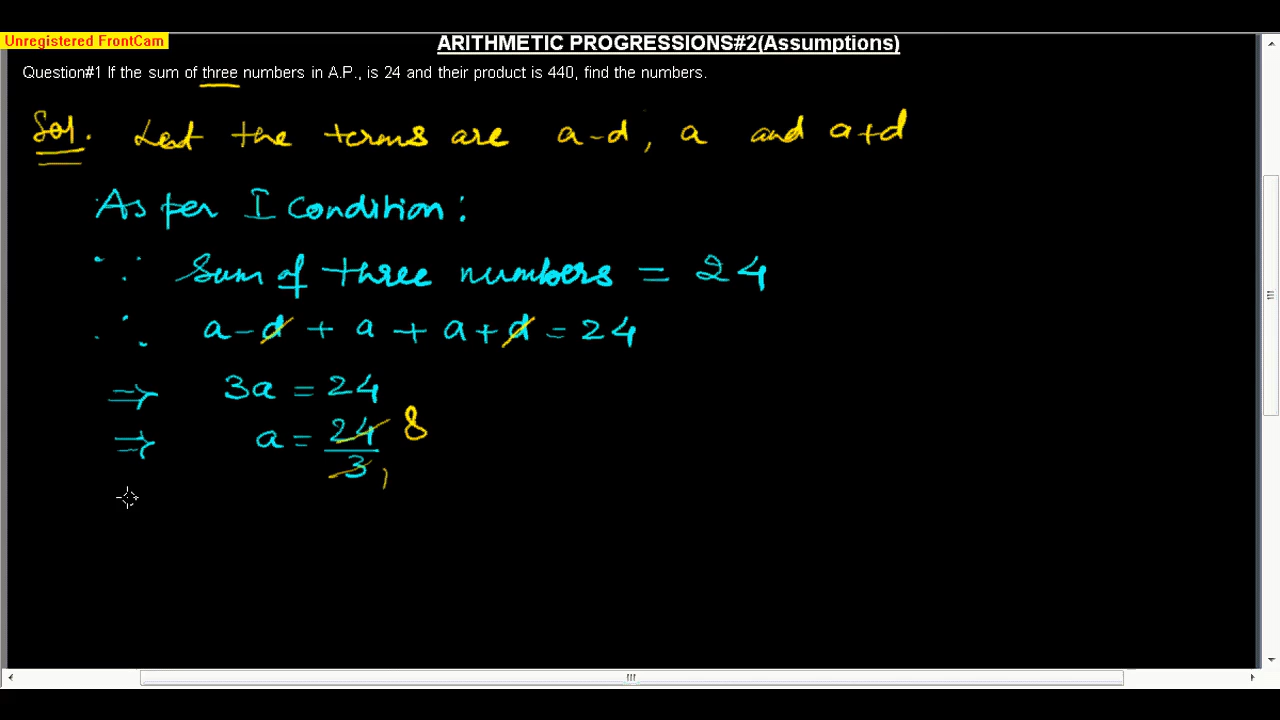 Unregistered FrontCam
ARITHMETIC PROGRESSIONS#2(Assumptions)
Question#1 If the sum of three numbers in A.P., is 24 and their product is 440, find the numbers.
Sol. Let the terms are a-d, a and a+d
As per I Condition:
∵ Sum of three numbers = 24
∴ a-d + a + a+d = 24
⇒ 3a = 24
⇒ a = 24/3 8
1